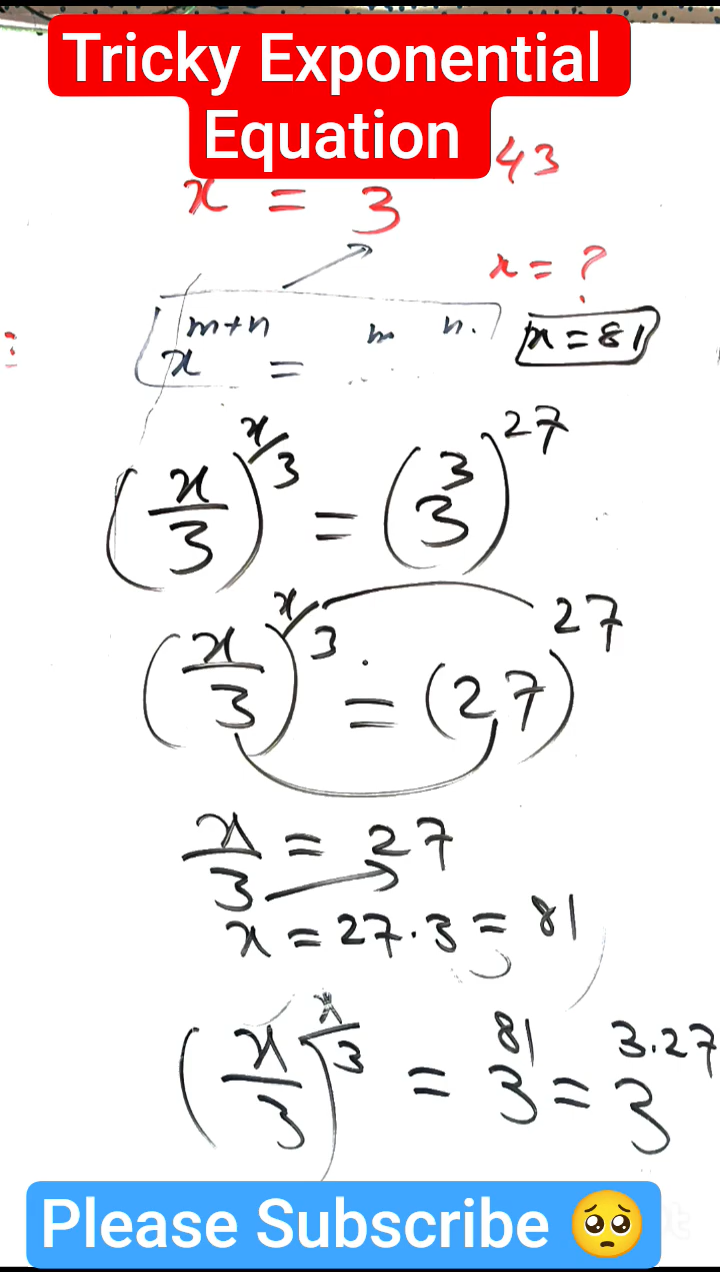 Tricky Exponential
Equation
x = 3 43
x = ?
x^(m+n) = m n.
x = 81
(x/3)^(x/3) = (3^3)^27
(x/3)^(x/3) = (27)^27
x/3 = 27
x = 27.3 = 81
(x/3)^(x/3) = 3^81 = 3^(3.27)
Please Subscribe 🥺